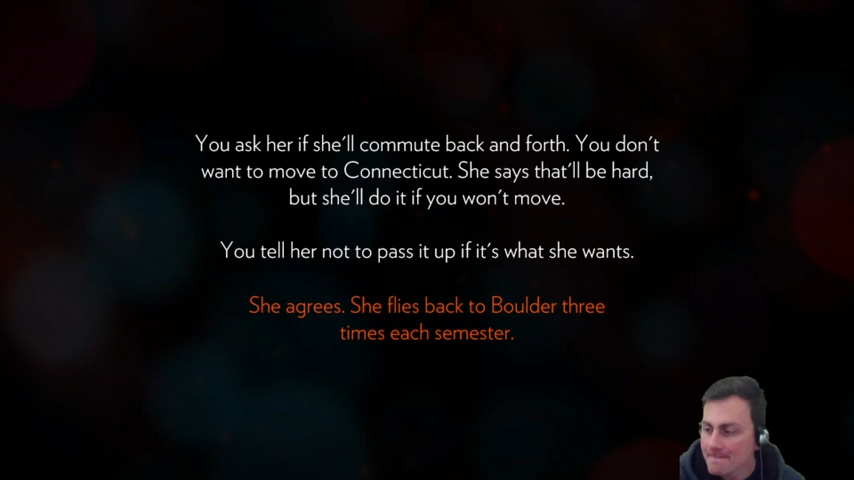 You ask her if she'll commute back and forth. You don't
want to move to Connecticut. She says that'll be hard,
but she'll do it if you won't move.
You tell her not to pass it up if it's what she wants.
She agrees. She flies back to Boulder three
times each semester.